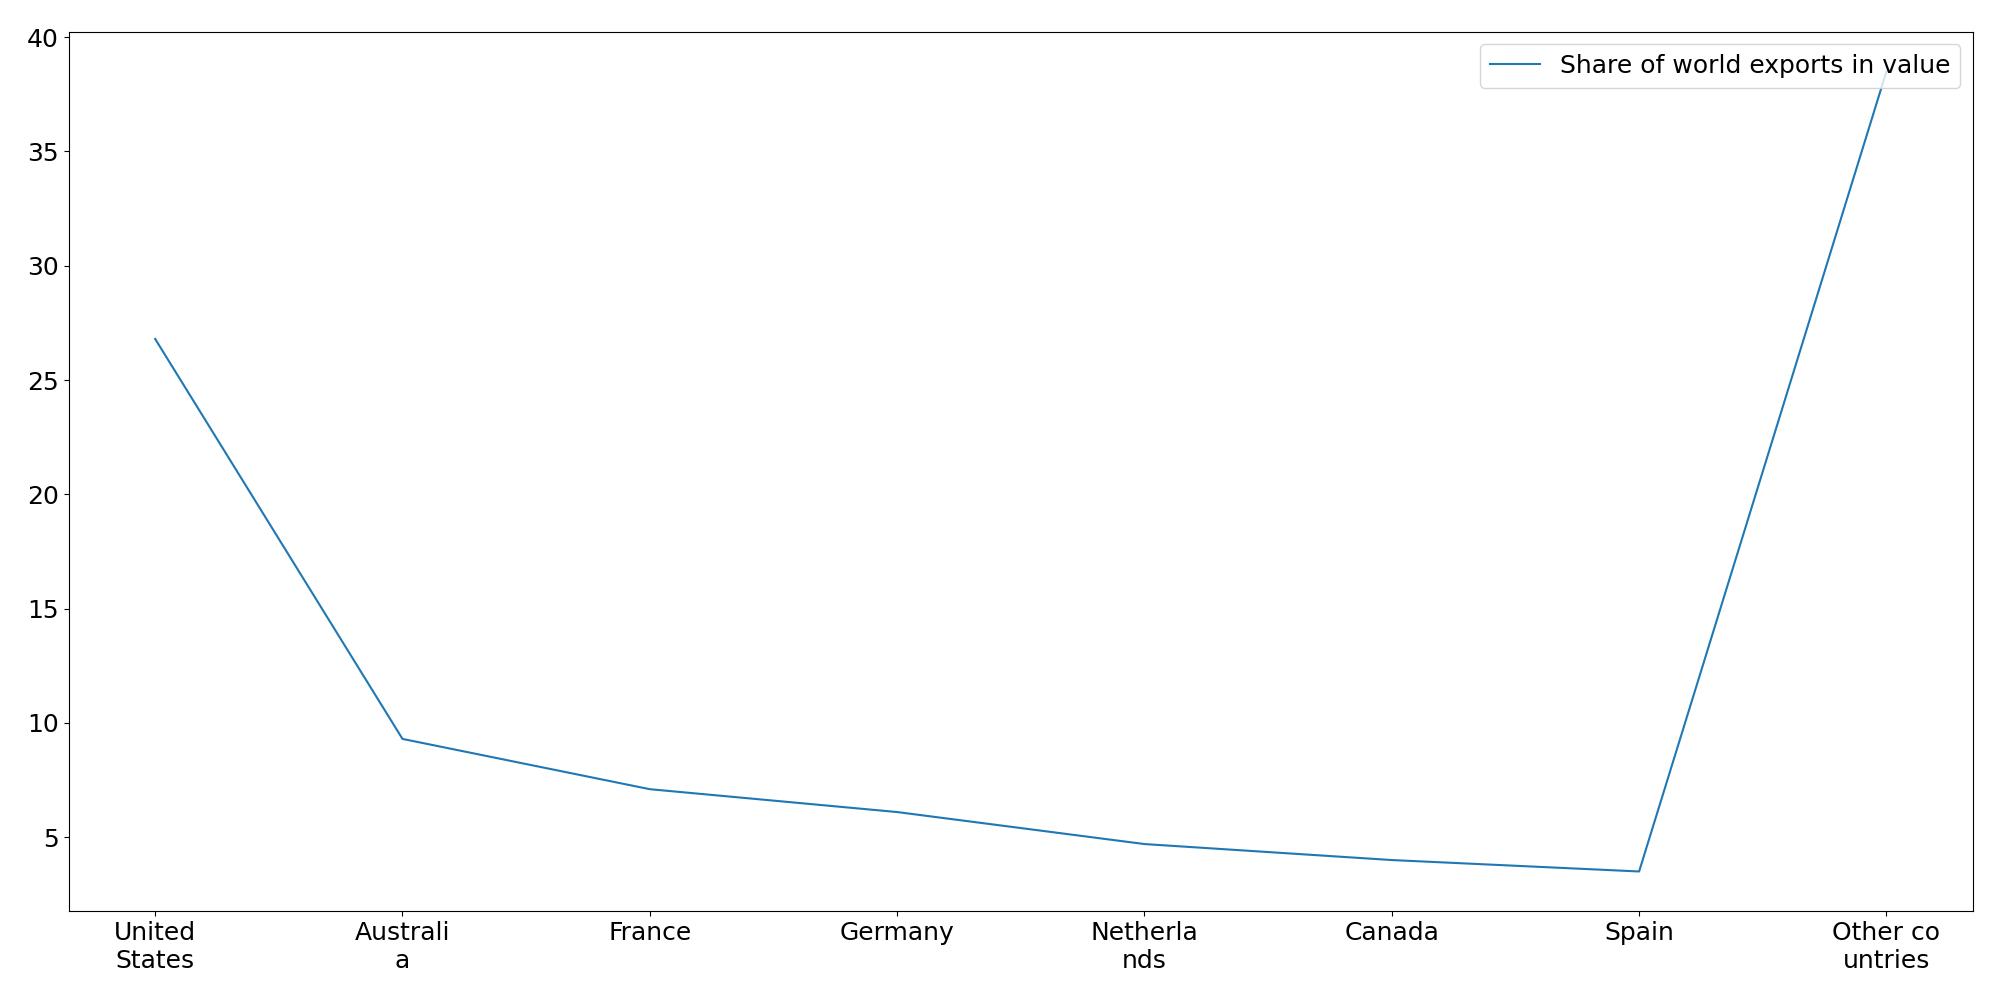 40
35
30
25
20
15
10
5
Share of world exports in value
United
States
Australi
a
France
Germany
Netherla
nds
Canada
Spain
Other co
untries